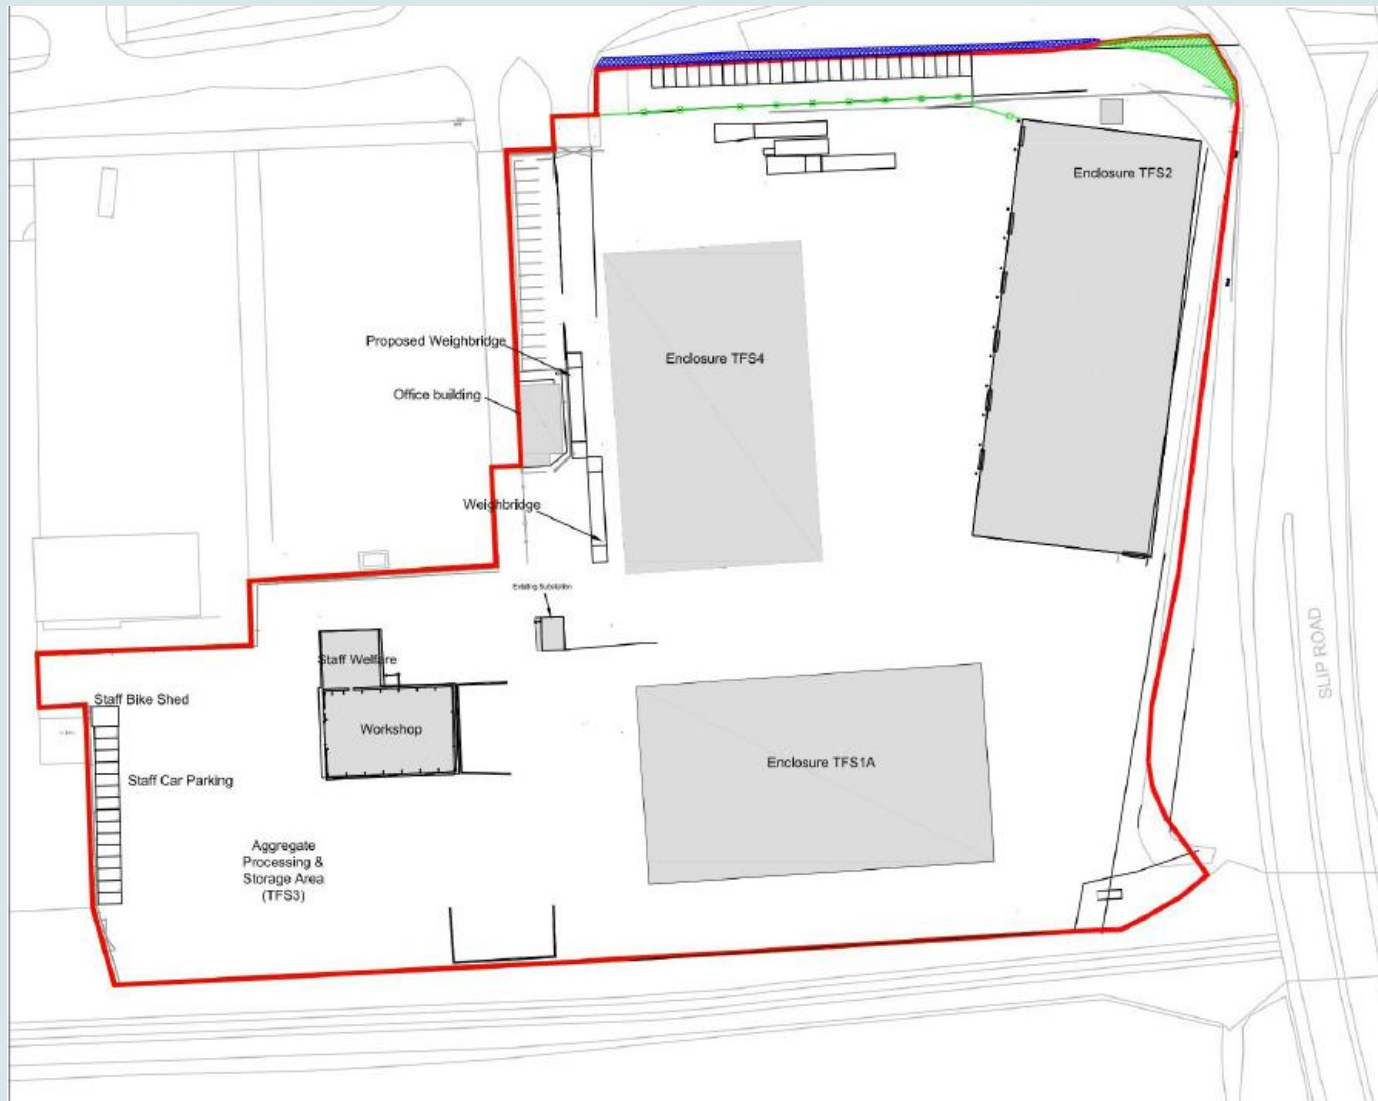 Enclosure TFS2
Proposed Weighbridge
Enclosure TFS4
Office building
Weighbridge
Existing Substation
Staff Welfare
SLIP ROAD
Staff Bike Shed
Workshop
Enclosure TFS1A
Staff Car Parking
Aggregate
Processing &
Storage Area
(TFS3)